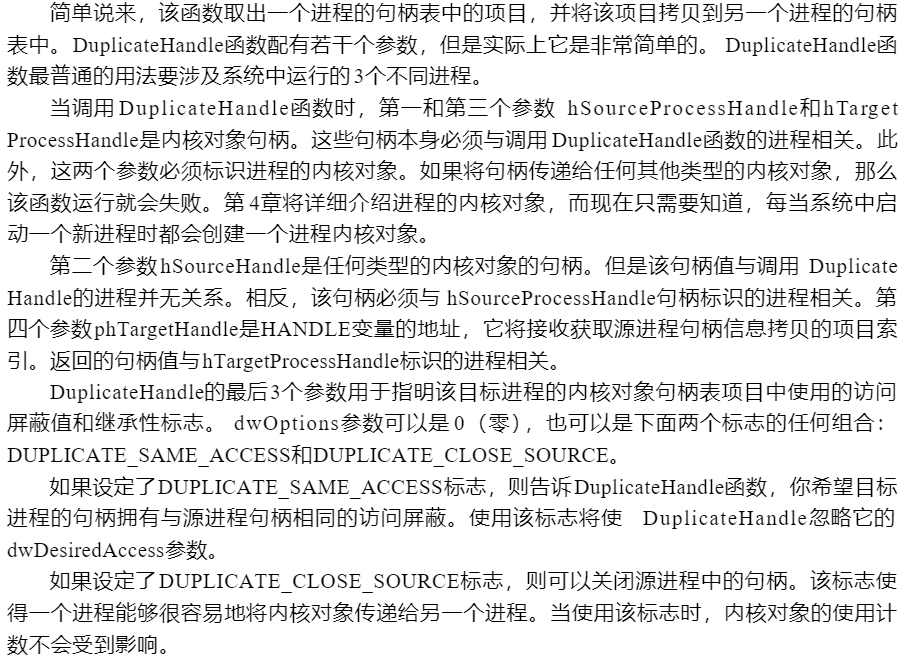 简单说来，该函数取出一个进程的句柄表中的项目，并将该项目拷贝到另一个进程的句柄
表中。DuplicateHandle函数配有若干个参数，但是实际上它是非常简单的。 DuplicateHandle函
数最普通的用法要涉及系统中运行的3个不同进程。
当调用DuplicateHandle函数时，第一和第三个参数 hSourceProcessHandle和hTarget
ProcessHandle是内核对象句柄。这些句柄本身必须与调用DuplicateHandle函数的进程相关。此
外，这两个参数必须标识进程的内核对象。如果将句柄传递给任何其他类型的内核对象，那么
该函数运行就会失败。第4章将详细介绍进程的内核对象，而现在只需要知道，每当系统中启
动一个新进程时都会创建一个进程内核对象。
第二个参数hSourceHandle是任何类型的内核对象的句柄。但是该句柄值与调用 Duplicate
Handle的进程并无关系。相反，该句柄必须与 hSourceProcessHandle句柄标识的进程相关。第
四个参数phTargetHandle是HANDLE变量的地址，它将接收获取源进程句柄信息拷贝的项目索
引。返回的句柄值与hTargetProcessHandle标识的进程相关。
DuplicateHandle的最后3个参数用于指明该目标进程的内核对象句柄表项目中使用的访问
屏蔽值和继承性标志。 dwOptions参数可以是0（零），也可以是下面两个标志的任何组合：
DUPLICATE_SAME_ACCESS和DUPLICATE_CLOSE_SOURCE。
如果设定了DUPLICATE_SAME_ACCESS标志，则告诉DuplicateHandle函数，你希望目标
进程的句柄拥有与源进程句柄相同的访问屏蔽。使用该标志将使 DuplicateHandle忽略它的
dwDesiredAccess参数。
如果设定了DUPLICATE_CLOSE_SOURCE标志，则可以关闭源进程中的句柄。该标志使
得一个进程能够很容易地将内核对象传递给另一个进程。当使用该标志时，内核对象的使用计
数不会受到影响。